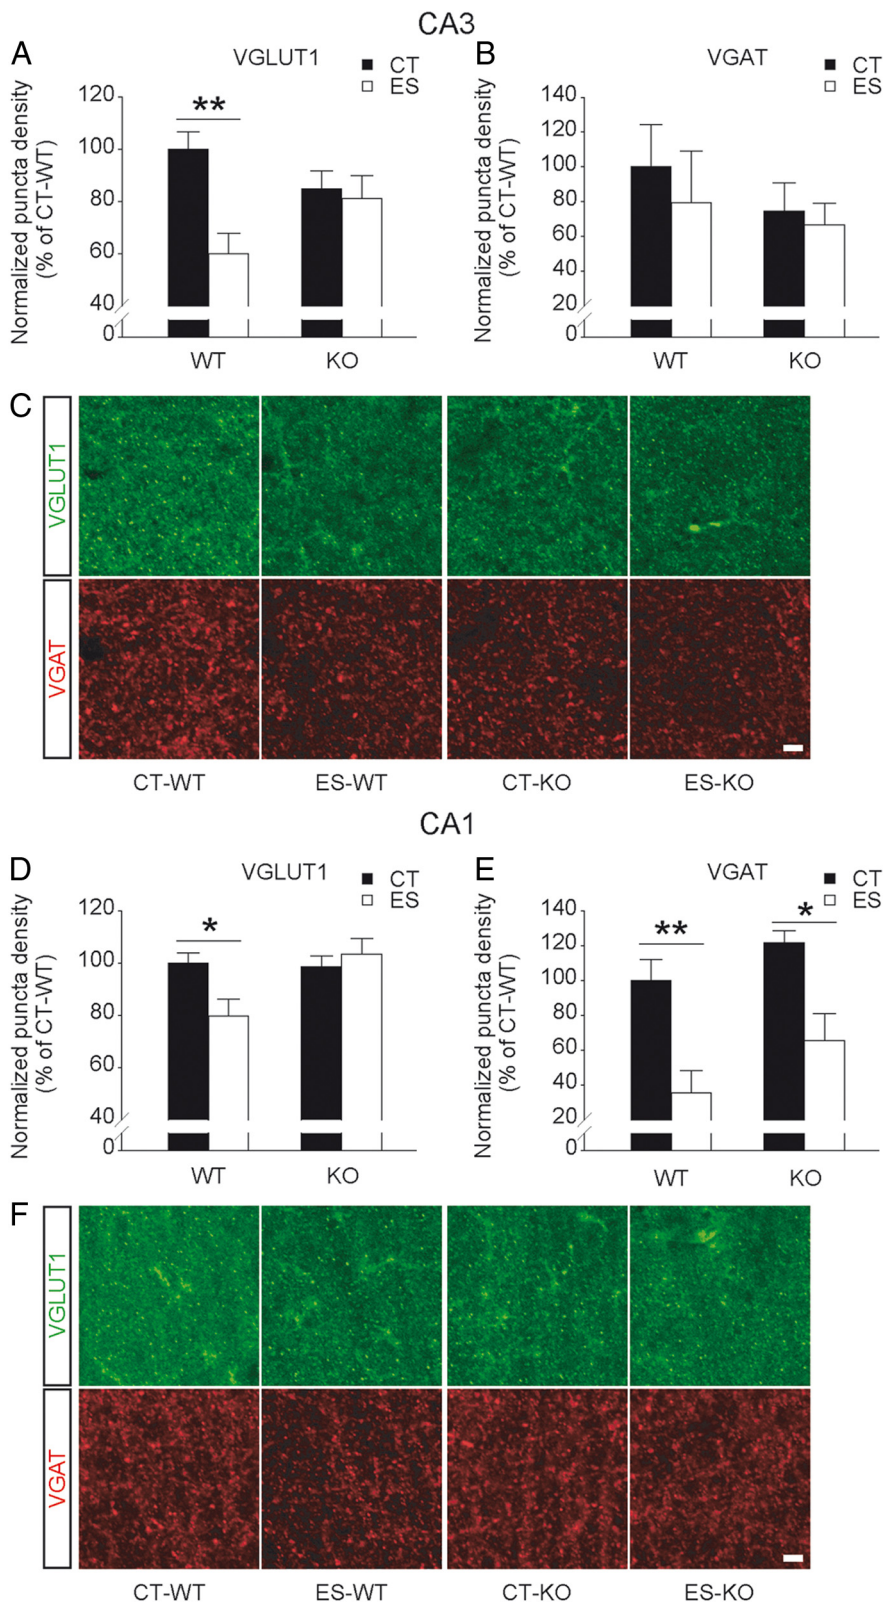 CA3
A
VGLUT1
CT
ES
Normalized puncta density
(% of CT-WT)
120
100
80
60
40
0
**
WT
KO
B
VGAT
CT
ES
Normalized puncta density
(% of CT-WT)
140
120
100
80
60
40
20
0
WT
KO
C
VGLUT1
VGAT
CT-WT
ES-WT
CT-KO
ES-KO
CA1
D
VGLUT1
CT
ES
Normalized puncta density
(% of CT-WT)
120
100
80
60
40
0
*
WT
KO
E
VGAT
CT
ES
Normalized puncta density
(% of CT-WT)
140
120
100
80
60
40
20
0
**
*
WT
KO
F
VGLUT1
VGAT
CT-WT
ES-WT
CT-KO
ES-KO